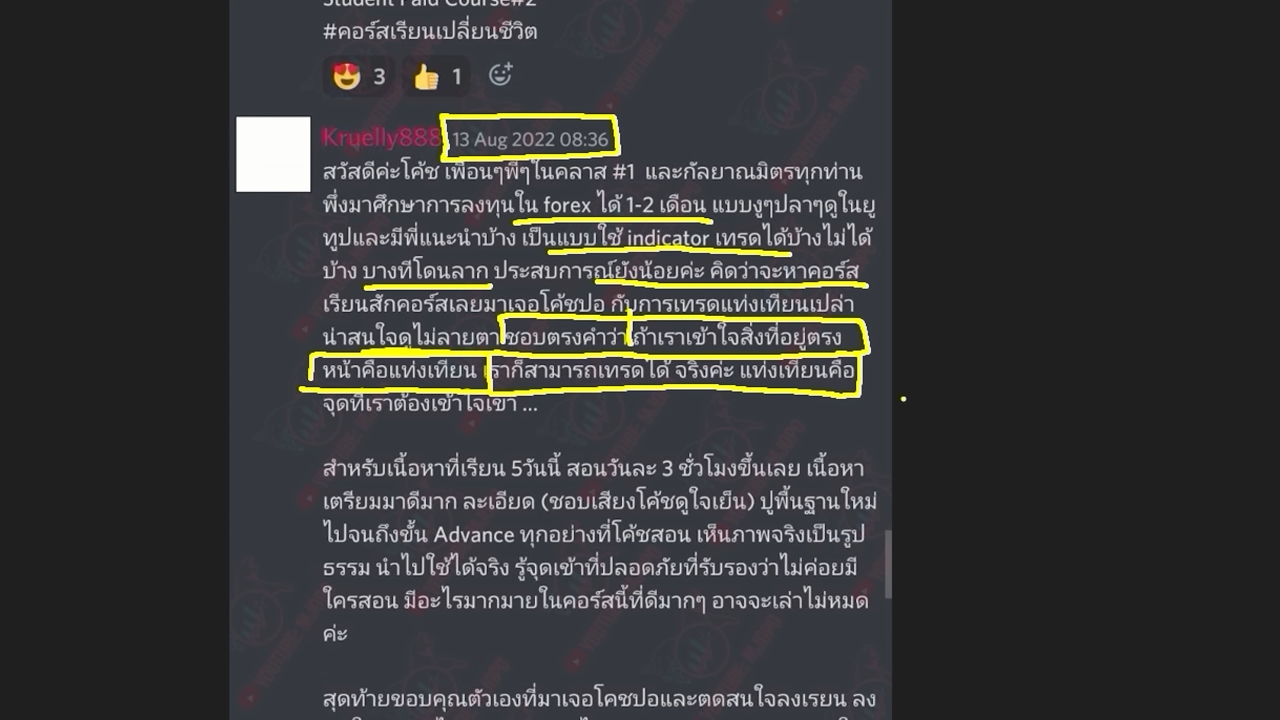 Student Paid Course#2
#คอร์สเรียนเปลี่ยนชีวิต
3 1
Kruelly888 13 Aug 2022 08:36
สวัสดีค่ะโค้ช เพื่อนๆพี่ๆในคลาส #1 และกัลยาณมิตรทุกท่าน
พึ่งมาศึกษาการลงทุนใน forex ได้ 1-2 เดือน แบบงูๆปลาๆดูในยู
ทูปและมีพี่แนะนำบ้าง เป็นแบบใช้ indicator เทรดได้บ้างไม่ได้
บ้าง บางทีโดนลาก ประสบการณ์ยังน้อยค่ะ คิดว่าจะหาคอร์ส
เรียนสักคอร์สเลยมาเจอโค้ชปอ กับการเทรดแท่งเทียนเปล่า
น่าสนใจดูไม่ลายตา ชอบตรงคำว่า ถ้าเราเข้าใจสิ่งที่อยู่ตรง
หน้าคือแท่งเทียน เราก็สามารถเทรดได้ จริงค่ะ แท่งเทียนคือ
จุดที่เราต้องเข้าใจเขา ...
สำหรับเนื้อหาที่เรียน 5วันนี้ สอนวันละ 3 ชั่วโมงขึ้นเลย เนื้อหา
เตรียมมาดีมาก ละเอียด (ชอบเสียงโค้ชดูใจเย็น) ปูพื้นฐานใหม่
ไปจนถึงขั้น Advance ทุกอย่างที่โค้ชสอน เห็นภาพจริงเป็นรูป
ธรรม นำไปใช้ได้จริง รู้จุดเข้าที่ปลอดภัยที่รับรองว่าไม่ค่อยมี
ใครสอน มีอะไรมากมายในคอร์สนี้ที่ดีมากๆ อาจจะเล่าไม่หมด
ค่ะ
สุดท้ายขอบคุณตัวเองที่มาเจอโค้ชปอและตัดสินใจลงเรียน ลง